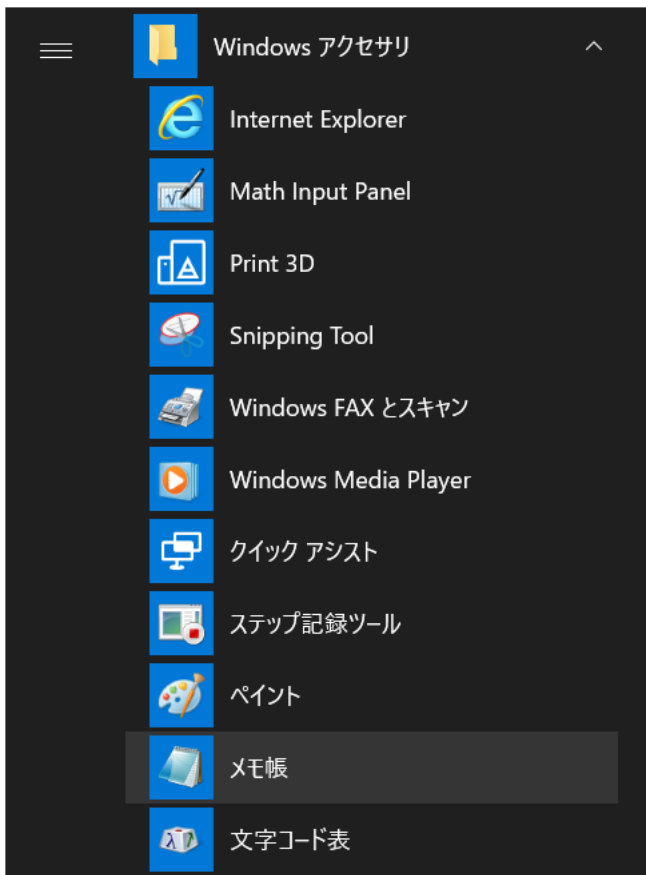 Windows アクセサリ
Internet Explorer
Math Input Panel
Print 3D
Snipping Tool
Windows FAX とスキャン
Windows Media Player
クイック アシスト
ステップ記録ツール
ペイント
メモ帳
文字コード表